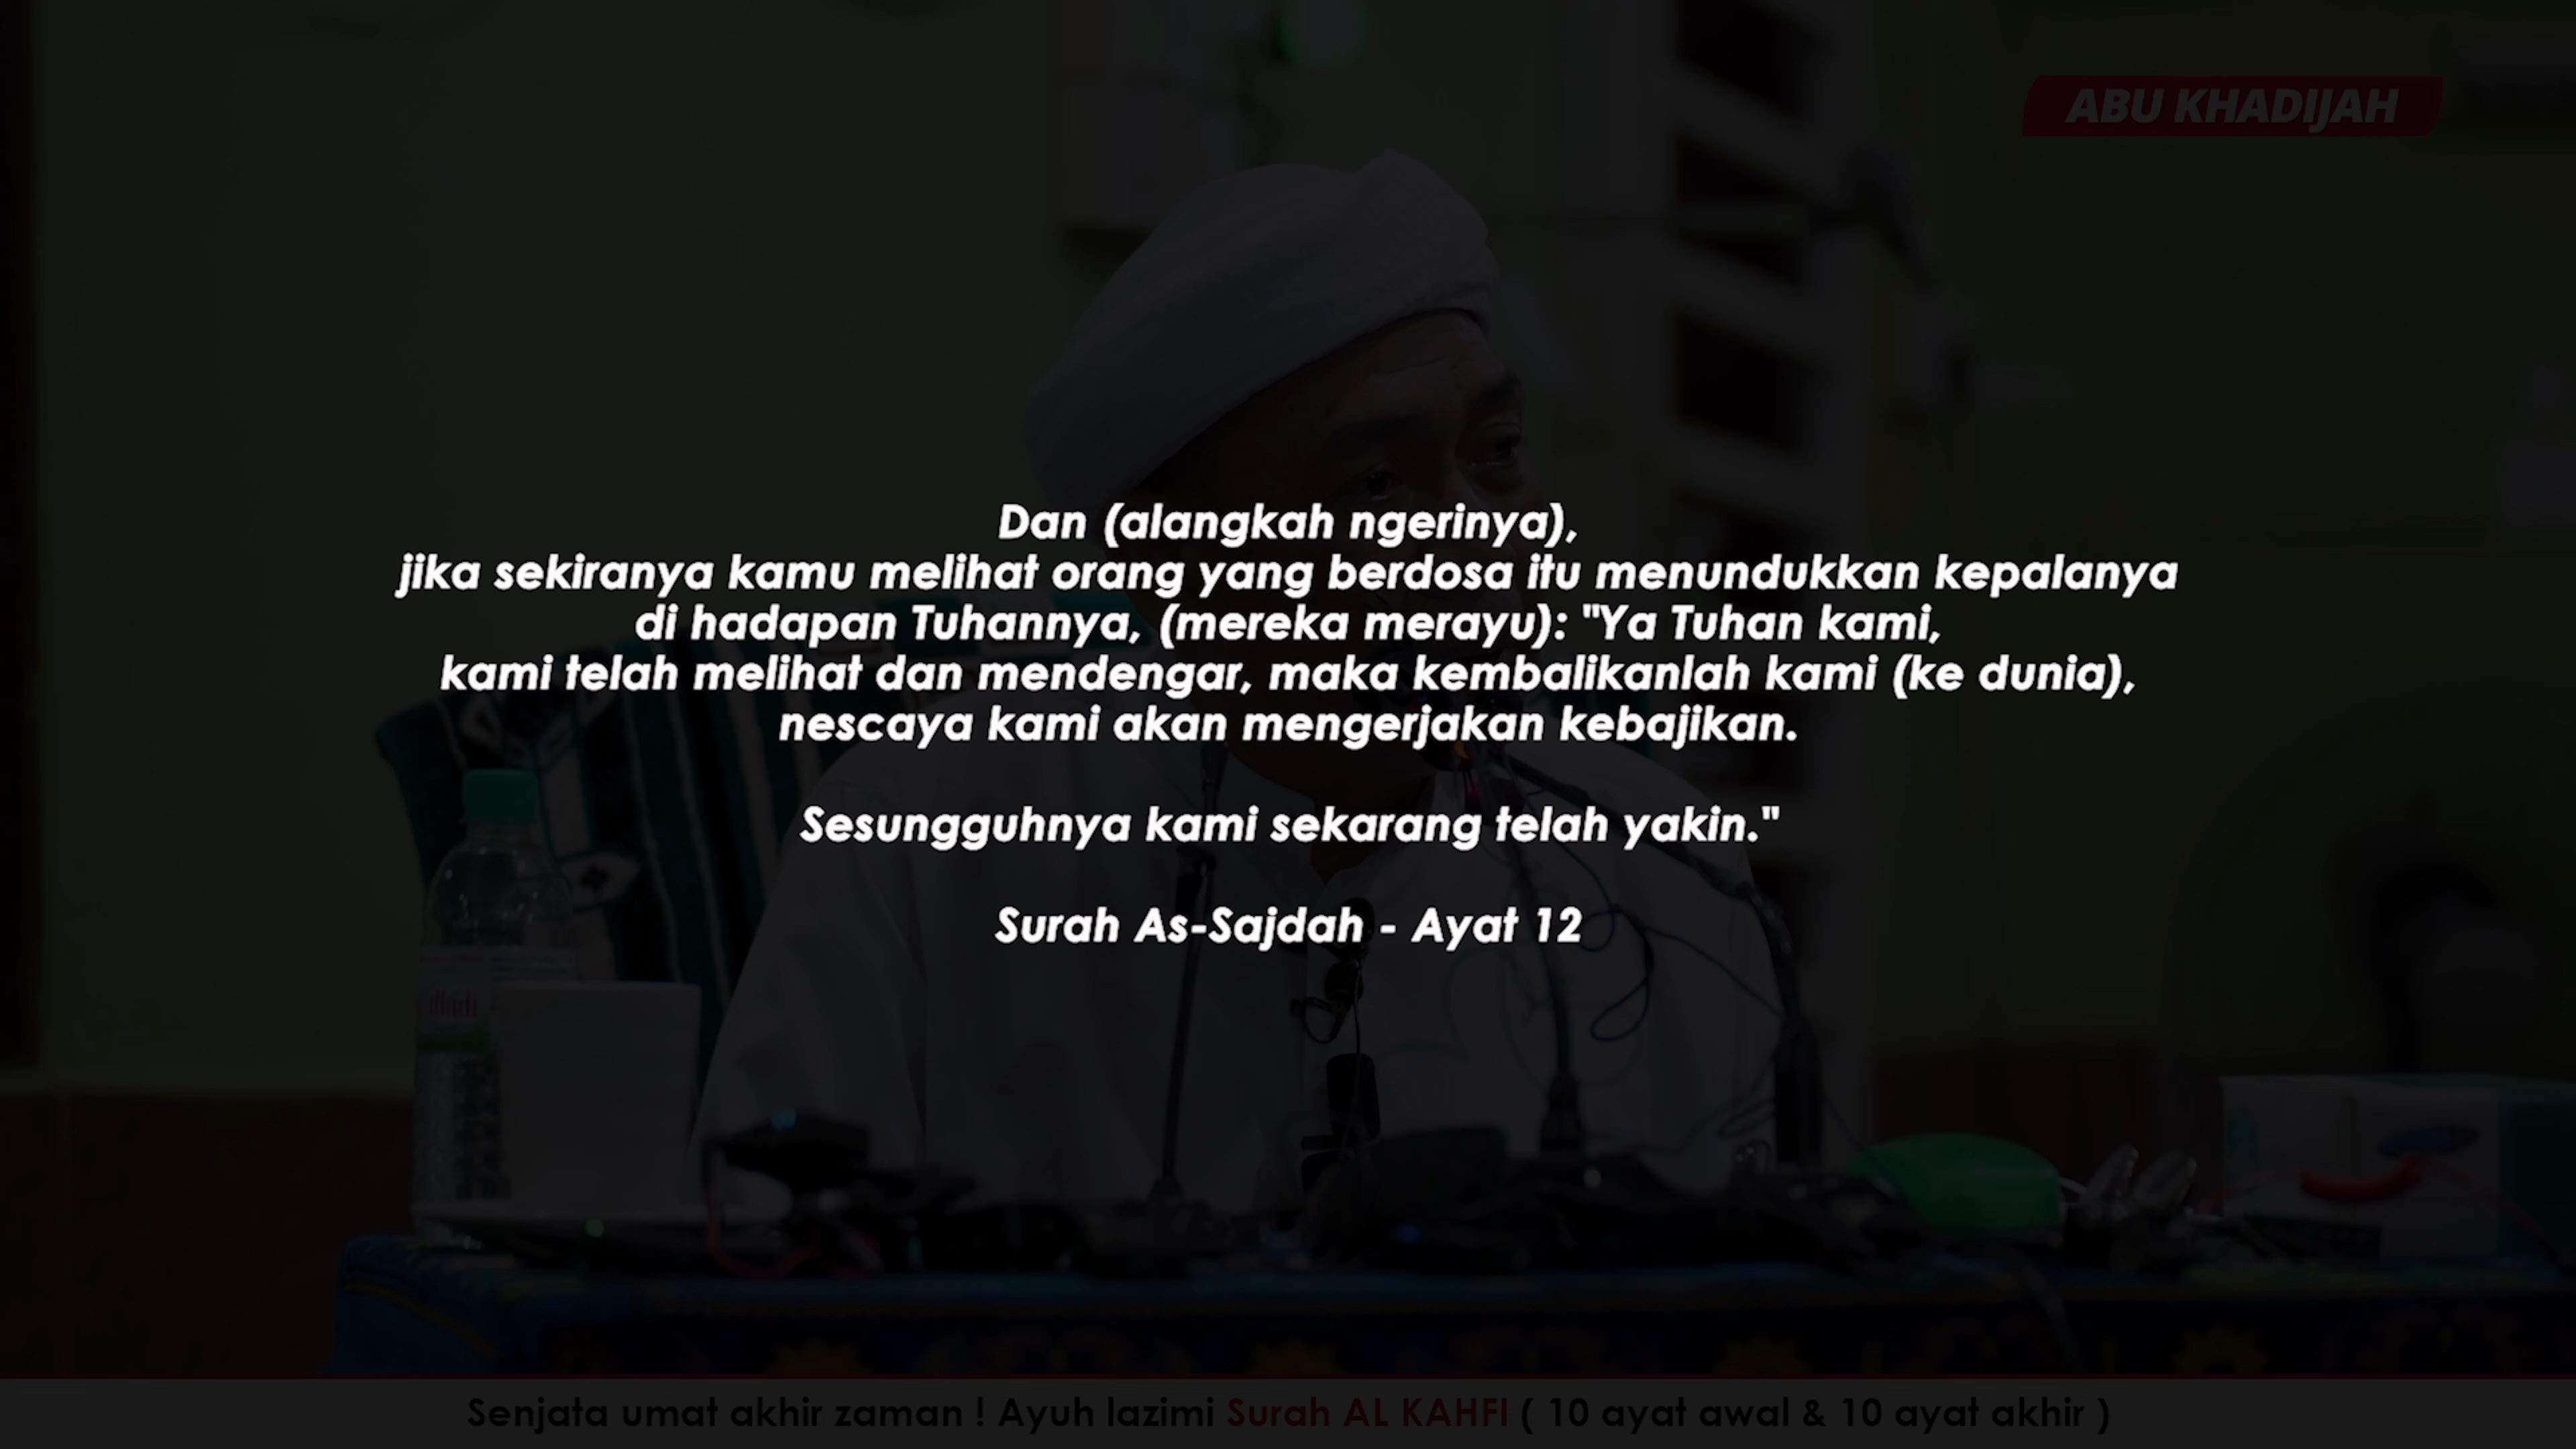 ABU KHADIJAH
Dan (alangkah ngerinya),
jika sekiranya kamu melihat orang yang berdosa itu menundukkan kepalanya
di hadapan Tuhannya, (mereka merayu): "Ya Tuhan kami,
kami telah melihat dan mendengar, maka kembalikanlah kami (ke dunia),
nescaya kami akan mengerjakan kebajikan.
Sesungguhnya kami sekarang telah yakin."
Surah As-Sajdah - Ayat 12
Senjata umat akhir zaman ! Ayuh lazimi Surah AL KAHFI ( 10 ayat awal & 10 ayat akhir )